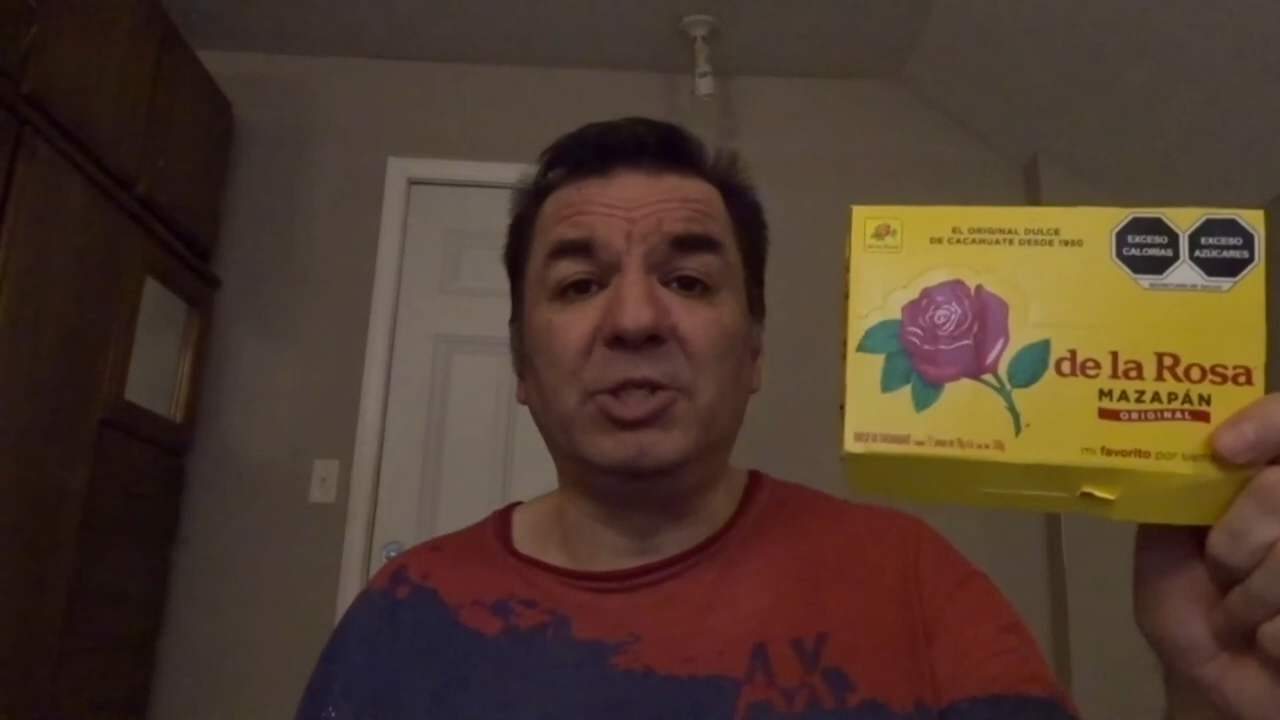 EL ORIGINAL DULCE
DE CACAHUATE DESDE 1950
EXCESO
CALORÍAS
EXCESO
AZÚCARES
de la Rosa
MAZAPÁN
ORIGINAL
mi favorito por
AX